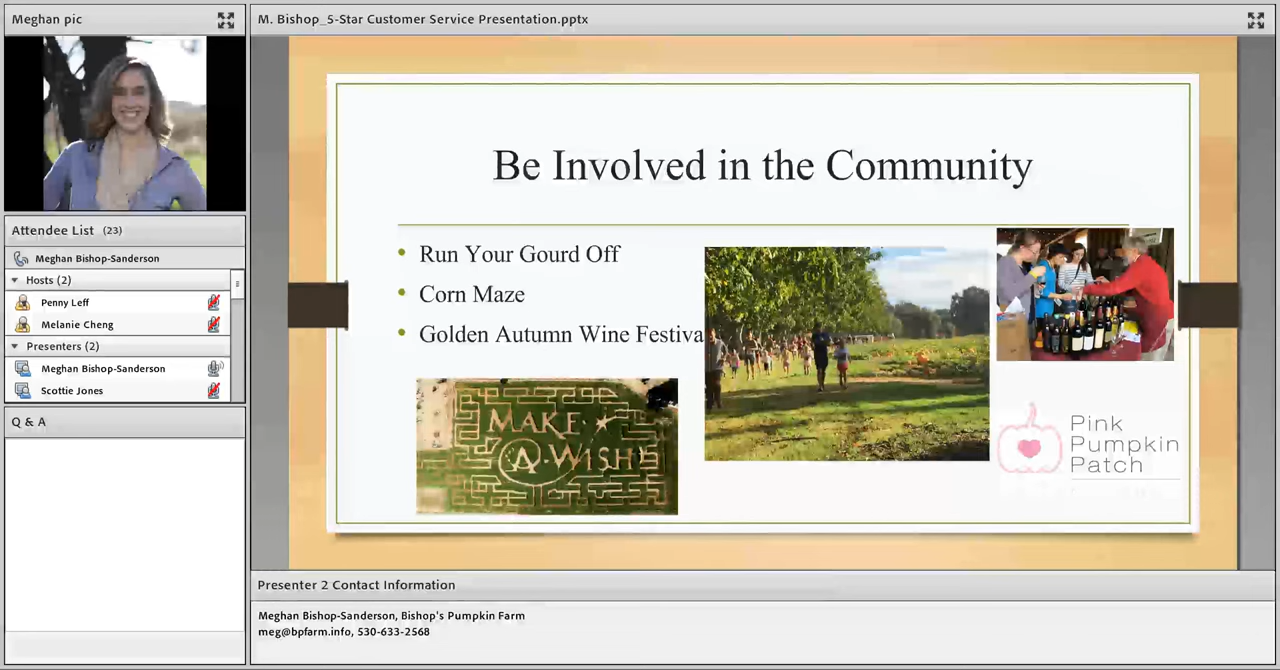 Meghan pic
M. Bishop_5-Star Customer Service Presentation.pptx
Attendee List (23)
Meghan Bishop-Sanderson
Hosts (2)
Penny Leff
Melanie Cheng
Presenters (2)
Meghan Bishop-Sanderson
Scottie Jones
Q & A
Be Involved in the Community
• Run Your Gourd Off
• Corn Maze
• Golden Autumn Wine Festiva
MAKE
A-WISH
Pink
Pumpkin
Patch
Presenter 2 Contact Information
Meghan Bishop-Sanderson, Bishop's Pumpkin Farm
meg@bpfarm.info, 530-633-2568